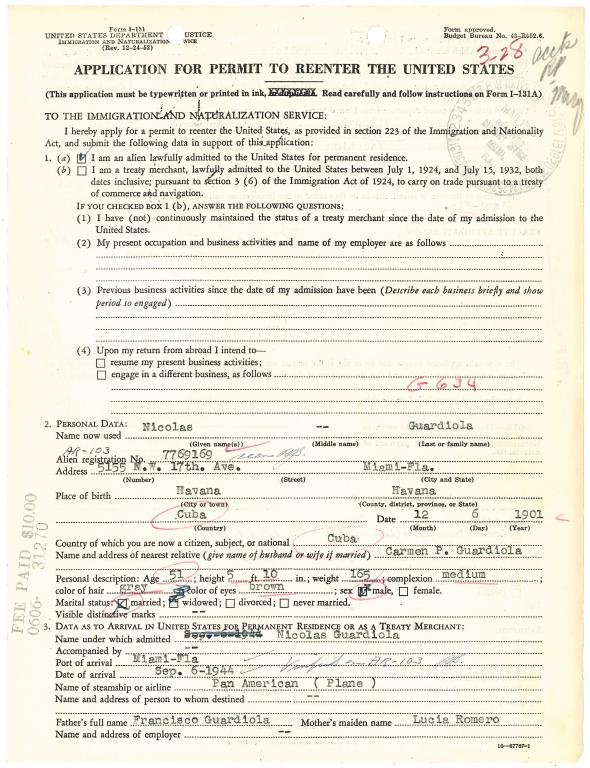 Form I-131
UNITED STATES DEPARTMENT JUSTICE
IMMIGRATION AND NATURALIZATION VICE
(Rev. 12-24-52)
Form approved.
Budget Bureau No. 43-R452.6.
3-28
APPLICATION FOR PERMIT TO REENTER THE UNITED STATES
(This application must be typewritten or printed in ink, Read carefully and follow instructions on Form I-131A)
TO THE IMMIGRATION AND NATURALIZATION SERVICE:
I hereby apply for a permit to reenter the United States, as provided in section 223 of the Immigration and Nationality
Act, and submit the following data in support of this application:
1. (a) I am an alien lawfully admitted to the United States for permanent residence.
(b) I am a treaty merchant, lawfully admitted to the United States between July 1, 1924, and July 15, 1932, both
dates inclusive; pursuant to section 3 (6) of the Immigration Act of 1924, to carry on trade pursuant to a treaty
of commerce and navigation.
IF YOU CHECKED BOX 1 (b), ANSWER THE FOLLOWING QUESTIONS:
(1) I have (not) continuously maintained the status of a treaty merchant since the date of my admission to the
United States.
(2) My present occupation and business activities and name of my employer are as follows
(3) Previous business activities since the date of my admission have been (Describe each business briefly and show
period so engaged)
(4) Upon my return from abroad I intend to—
resume my present business activities;
engage in a different business, as follows
G-634
2. PERSONAL DATA: Nicolas -- Guardiola
Name now used
(Given name(s)) (Middle name) (Last or family name)
AR-103
Alien registration No. 7769169
Address 5155 N.W. 17th. Ave. Miami-Fla.
(Number) (Street) (City and State)
Place of birth Havana Havana
(City or town) (County, district, province, or State)
Cuba Date 12 6 1901
(Country) (Month) (Day) (Year)
Country of which you are now a citizen, subject, or national Cuba
Name and address of nearest relative (give name of husband or wife if married) Carmen P. Guardiola
Personal description: Age 51; height 5 ft. 10 in.; weight 165; complexion medium;
color of hair gray color of eyes brown; sex male, female.
Marital status: married; widowed; divorced; never married.
Visible distinctive marks --
3. DATA AS TO ARRIVAL IN UNITED STATES FOR PERMANENT RESIDENCE OR AS A TREATY MERCHANT:
Name under which admitted Sept. 6-1944 Nicolas Guardiola
Accompanied by --
Port of arrival Miami-Fla
AR-103
Date of arrival Sep. 6-1944
Name of steamship or airline Pan American ( Plane )
Name and address of person to whom destined --
Father's full name Francisco Guardiola Mother's maiden name Lucia Romero
Name and address of employer --
16—67767-1
FEE PAID $10.00
0606- 31270